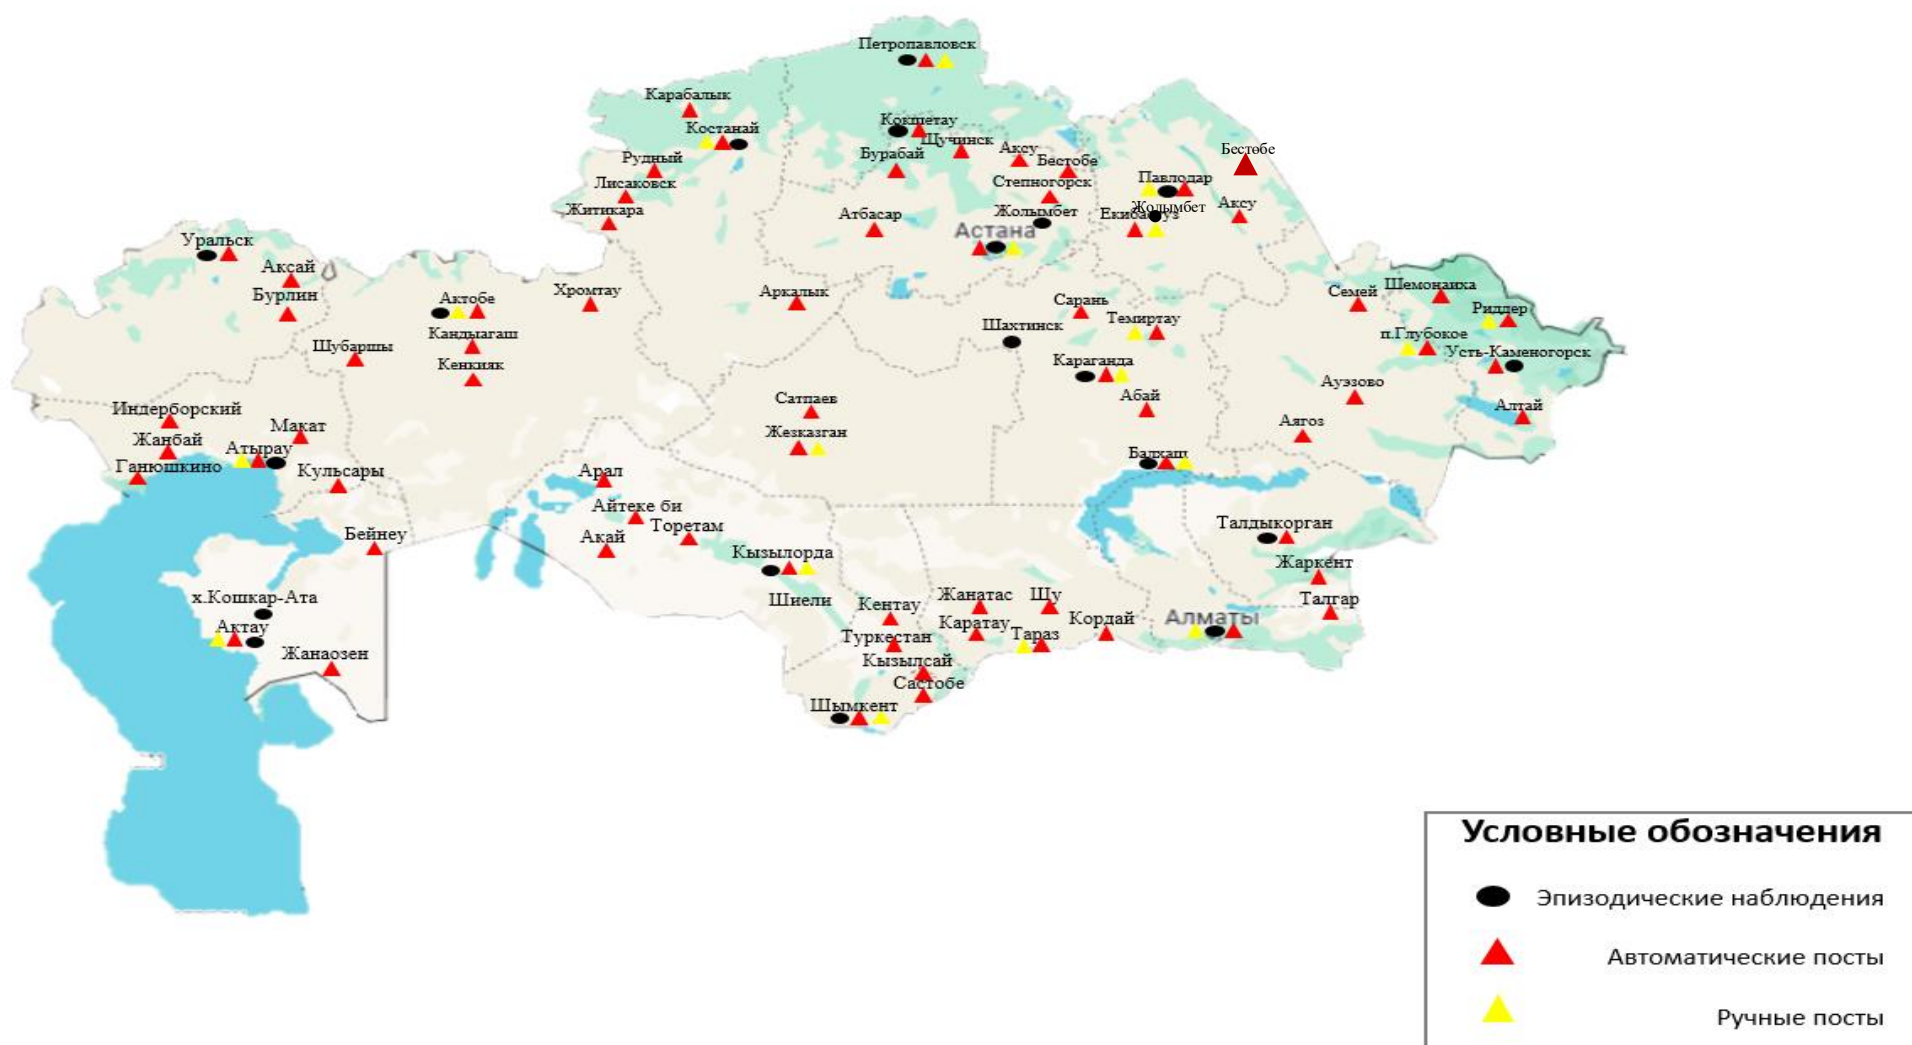 Петропавловск
Карабалык
Костанай
Кокшетау
Щучинск
Рудный
Бурабай
Аксу
Бестобе
Бестөбе
Лисаковск
Степногорск
Павлодар
Житикара
Атбасар
Жолымбет
Екибастуз
Жолымбет
Аксу
Астана
Уральск
Аксай
Бурлин
Актобе
Хромтау
Аркалык
Сарань
Семей
Шемонаиха
Риддер
Кандыагаш
Шахтинск
Темиртау
п.Глубокое
Шубаршы
Усть-Каменогорск
Кенкияк
Караганда
Ауэзово
Сатпаев
Абай
Алтай
Индерборский
Макат
Жанбай
Атырау
Жезказган
Аягоз
Ганюшкино
Кульсары
Арал
Балхаш
Айтеке би
Торетам
Талдыкорган
Бейнеу
Акай
Кызылорда
Жаркент
х.Кошкар-Ата
Шиели
Кентау
Жанатас
Шу
Талгар
Актау
Туркестан
Каратау
Тараз
Кордай
Алматы
Жанаозен
Кызылсай
Састобе
Шымкент
Условные обозначения
Эпизодические наблюдения
Автоматические посты
Ручные посты